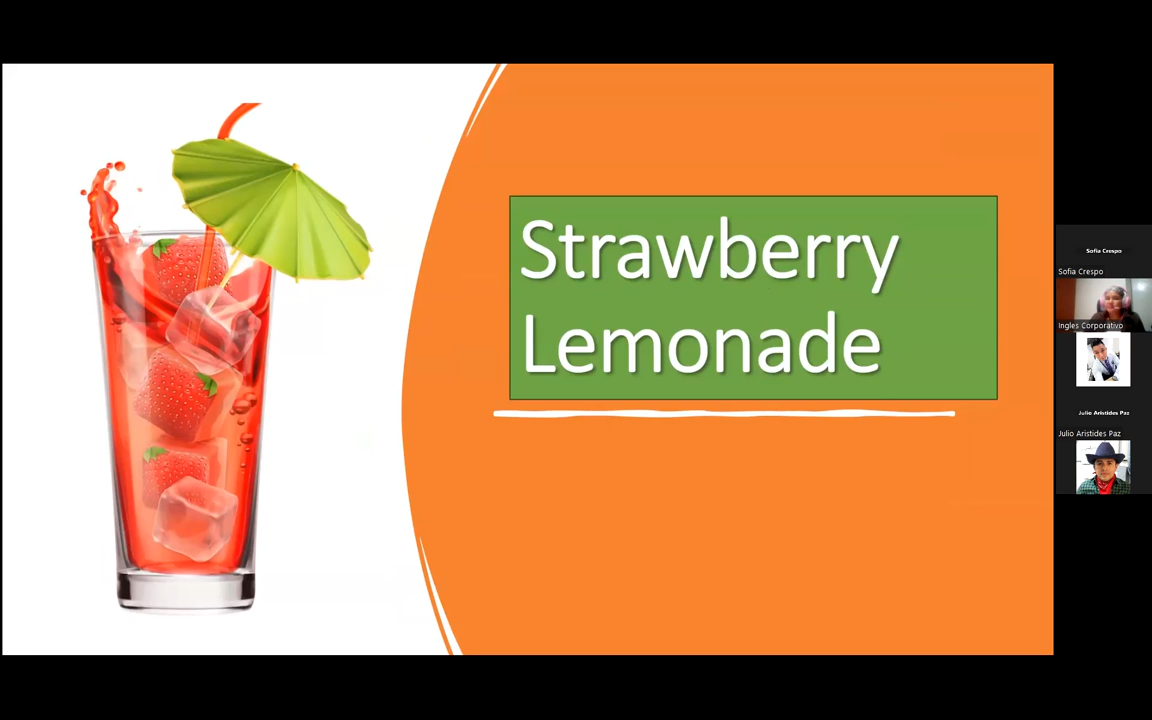 Strawberry
Lemonade
Sofia Crespo
Sofia Crespo
Ingles Corporativo
Julio Aristides Paz
Julio Aristides Paz